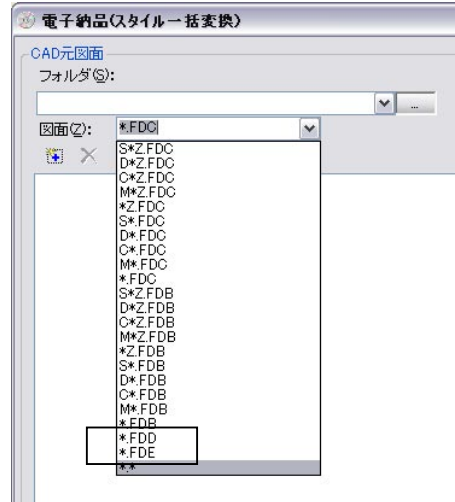 電子納品(スタイル一括変換)
CAD元図面
フォルダ(S):
...
図面(Z): *.FDC
S*Z.FDC
D*Z.FDC
C*Z.FDC
M*Z.FDC
*Z.FDC
S*.FDC
D*.FDC
C*.FDC
M*.FDC
*.FDC
S*Z.FDB
D*Z.FDB
C*Z.FDB
M*Z.FDB
*Z.FDB
S*.FDB
D*.FDB
C*.FDB
M*.FDB
*.FDB
*.FDD
*.FDE
*.*